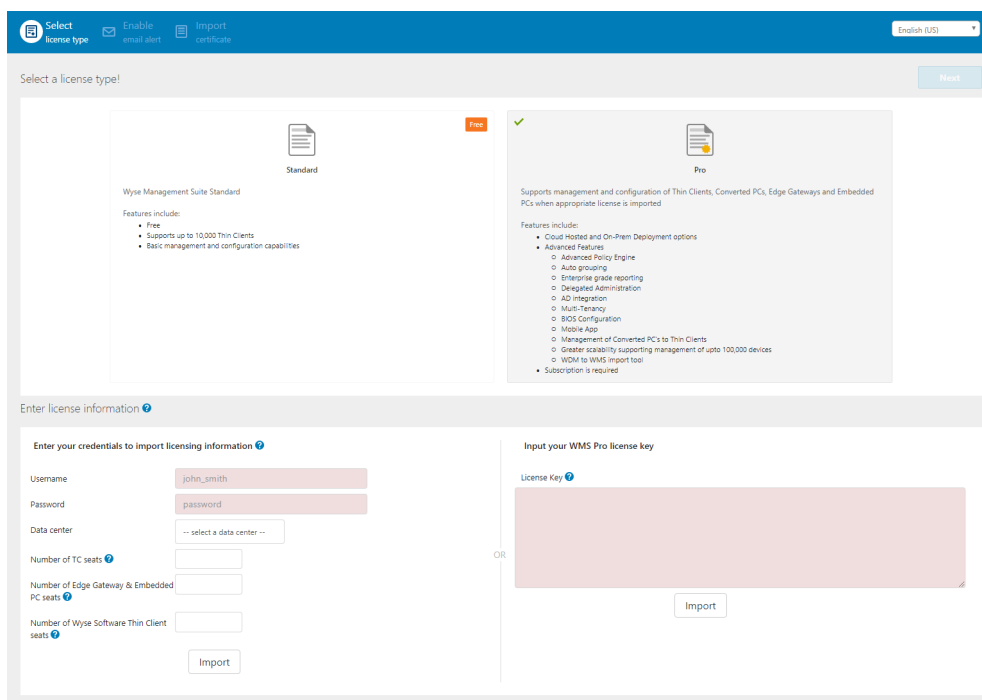 Select
license type
Enable
email alert
Import
certificate
English (US)
Select a license type!
Next
Free
Standard
Wyse Management Suite Standard
Features include:
Free
Supports up to 10,000 Thin Clients
Basic management and configuration capabilities
Pro
Supports management and configuration of Thin Clients, Converted PCs, Edge Gateways and Embedded
PCs when appropriate license is imported
Features include:
Cloud Hosted and On-Prem Deployment options
Advanced Features
Advanced Policy Engine
Auto grouping
Enterprise grade reporting
Delegated Administration
AD integration
Multi-Tenancy
BIOS Configuration
Mobile App
Management of Converted PC's to Thin Clients
Greater scalability supporting management of upto 100,000 devices
WDM to WMS import tool
Subscription is required
Enter license information ?
Enter your credentials to import licensing information ?
Username
john_smith
Password
password
Data center
-- select a data center --
Number of TC seats ?
Number of Edge Gateway & Embedded
PC seats ?
Number of Wyse Software Thin Client
seats ?
Import
OR
Input your WMS Pro license key
License Key ?
Import